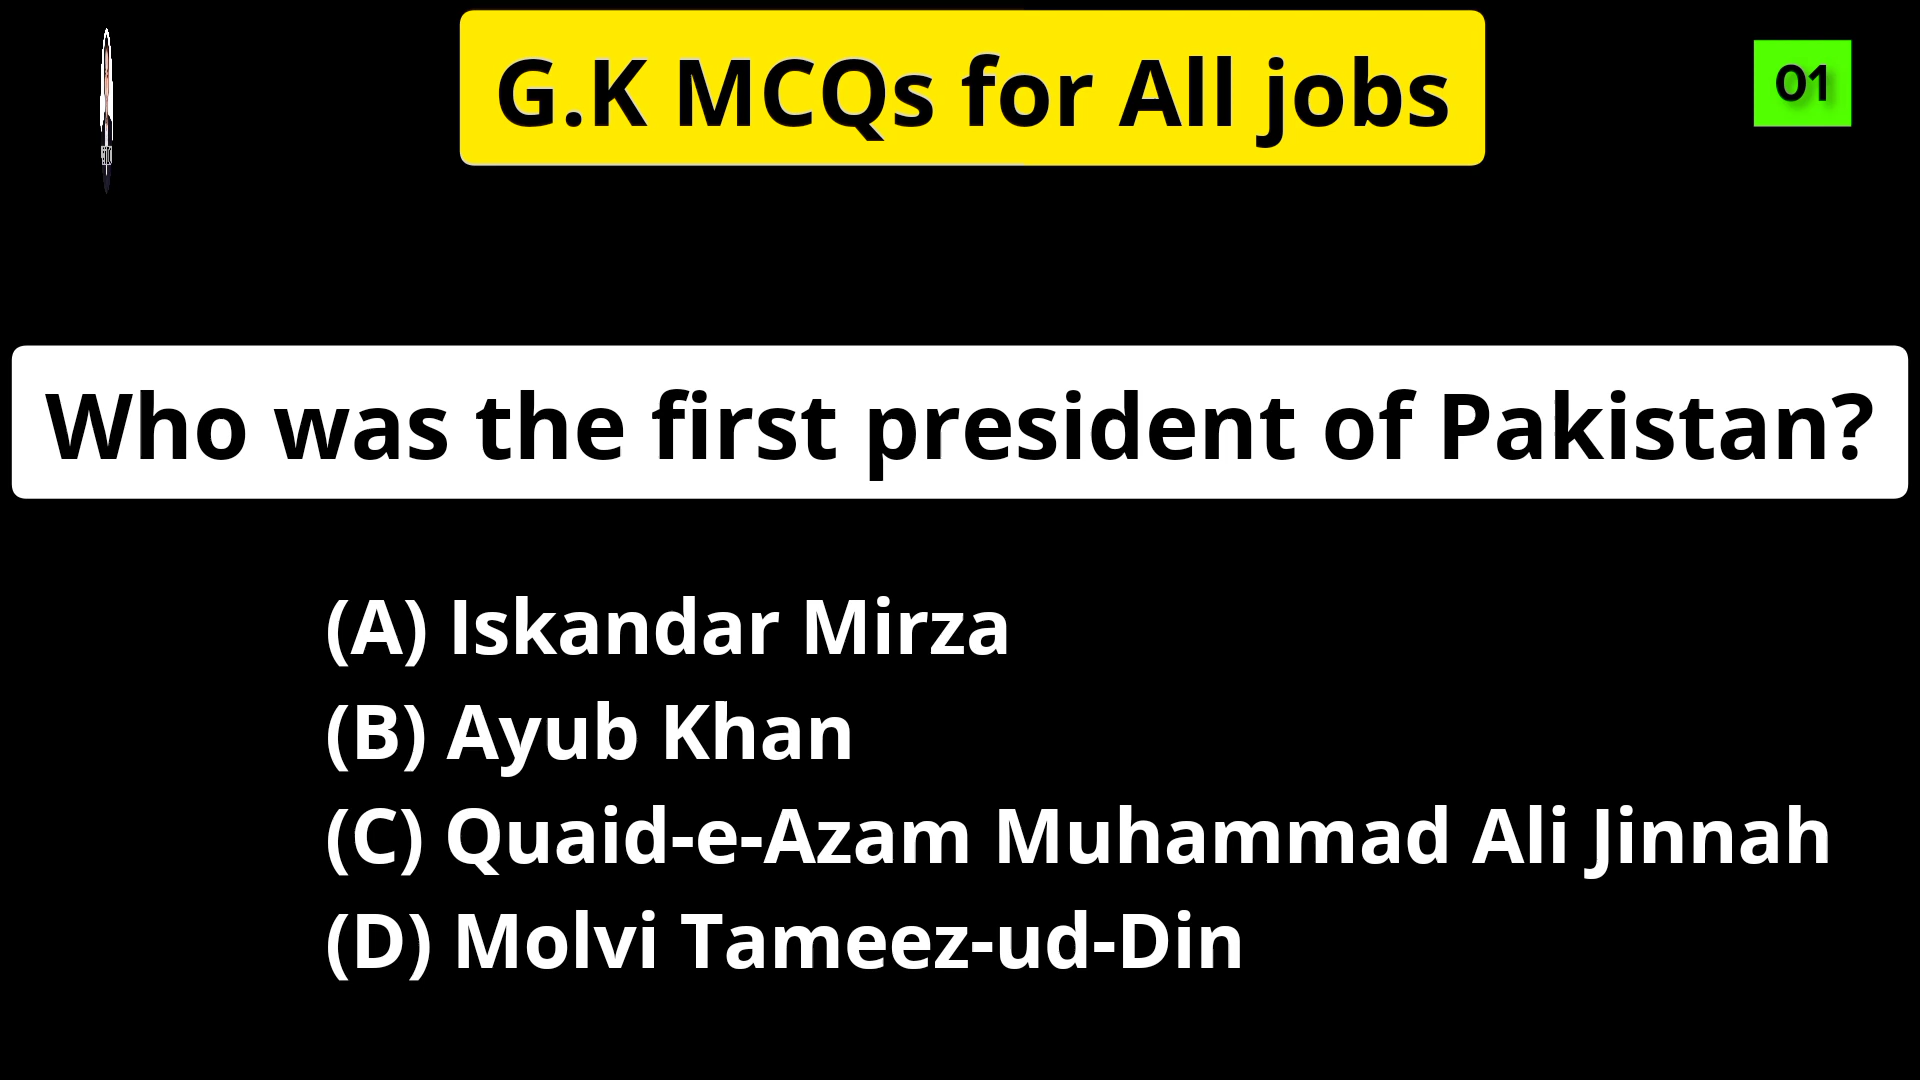 G.K MCQs for All jobs
01
Who was the first president of Pakistan?
(A) Iskandar Mirza
(B) Ayub Khan
(C) Quaid-e-Azam Muhammad Ali Jinnah
(D) Molvi Tameez-ud-Din